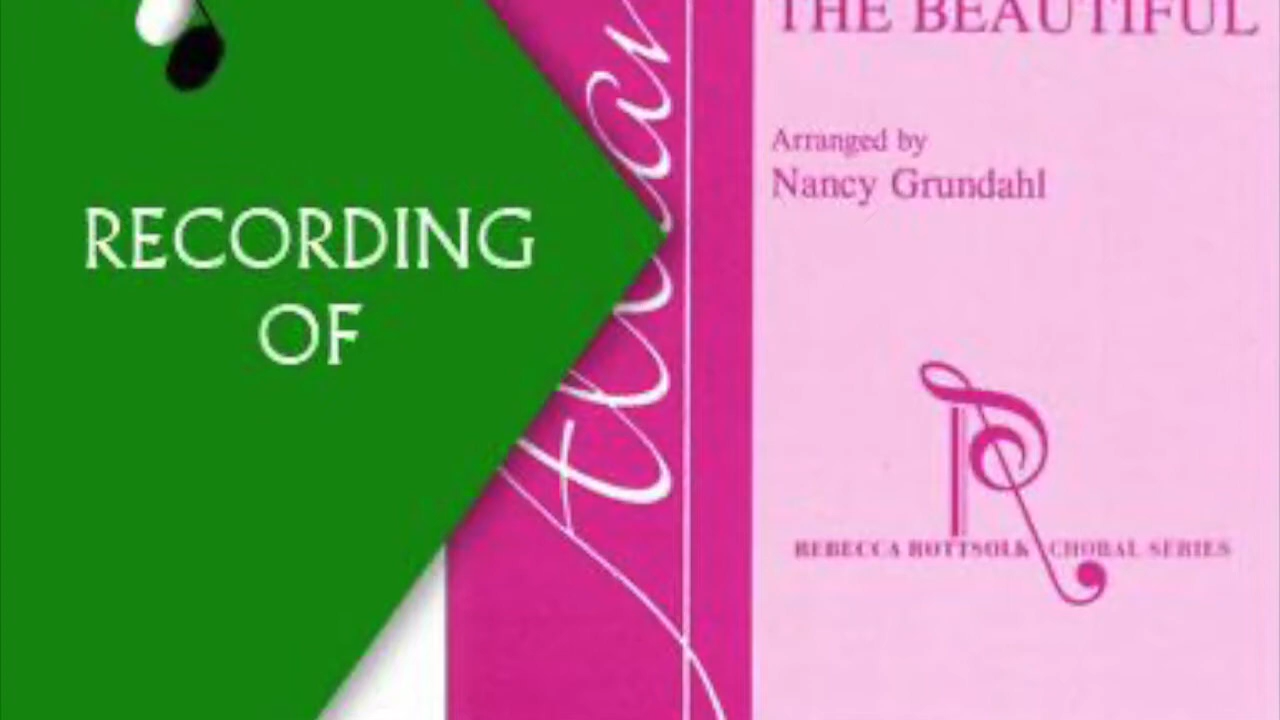 RECORDING
OF
THE BEAUTIFUL
Arranged by
Nancy Grundahl
REBECCA ROTTSOLK CHORAL SERIES